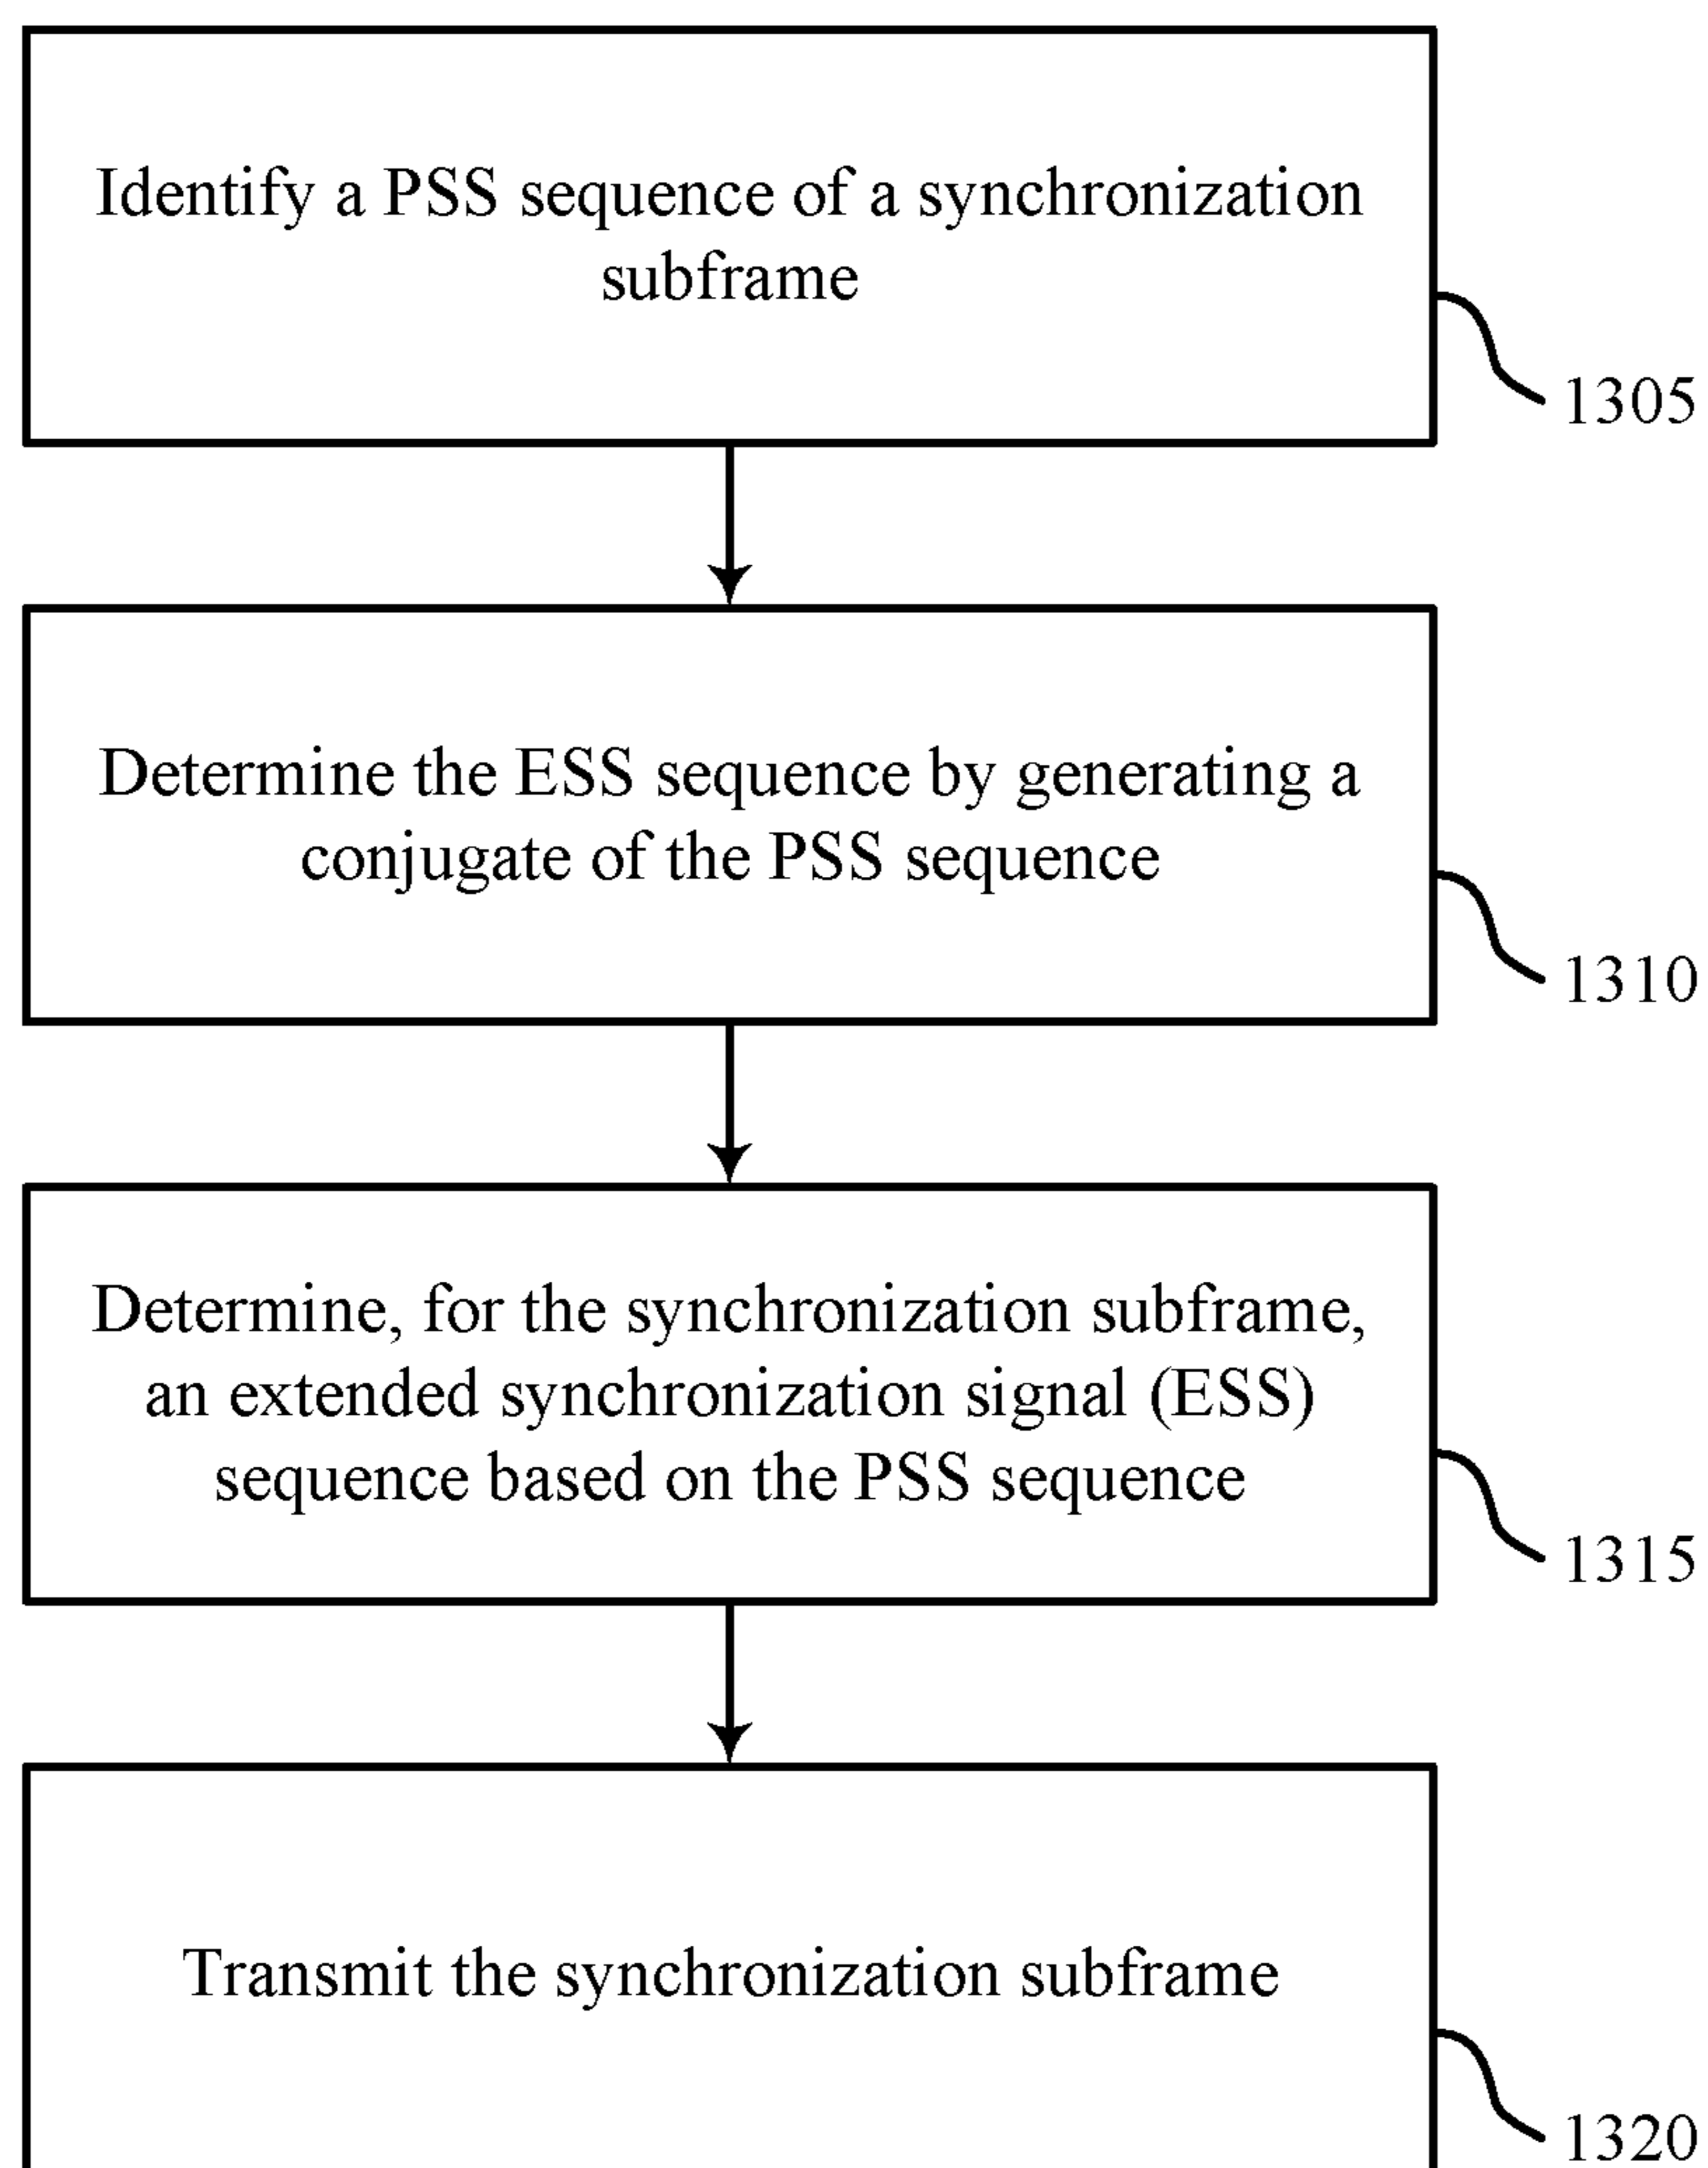 Identify a PSS sequence of a synchronization
subframe
1305
Determine the ESS sequence by generating a
conjugate of the PSS sequence
1310
Determine, for the synchronization subframe,
an extended synchronization signal (ESS)
sequence based on the PSS sequence
1315
Transmit the synchronization subframe
1320